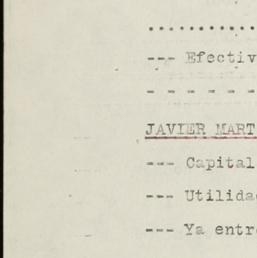 ............
--- Efectiv
- - - - - - -
JAVIER MART
--- Capital
--- Utilida
--- Ya entr